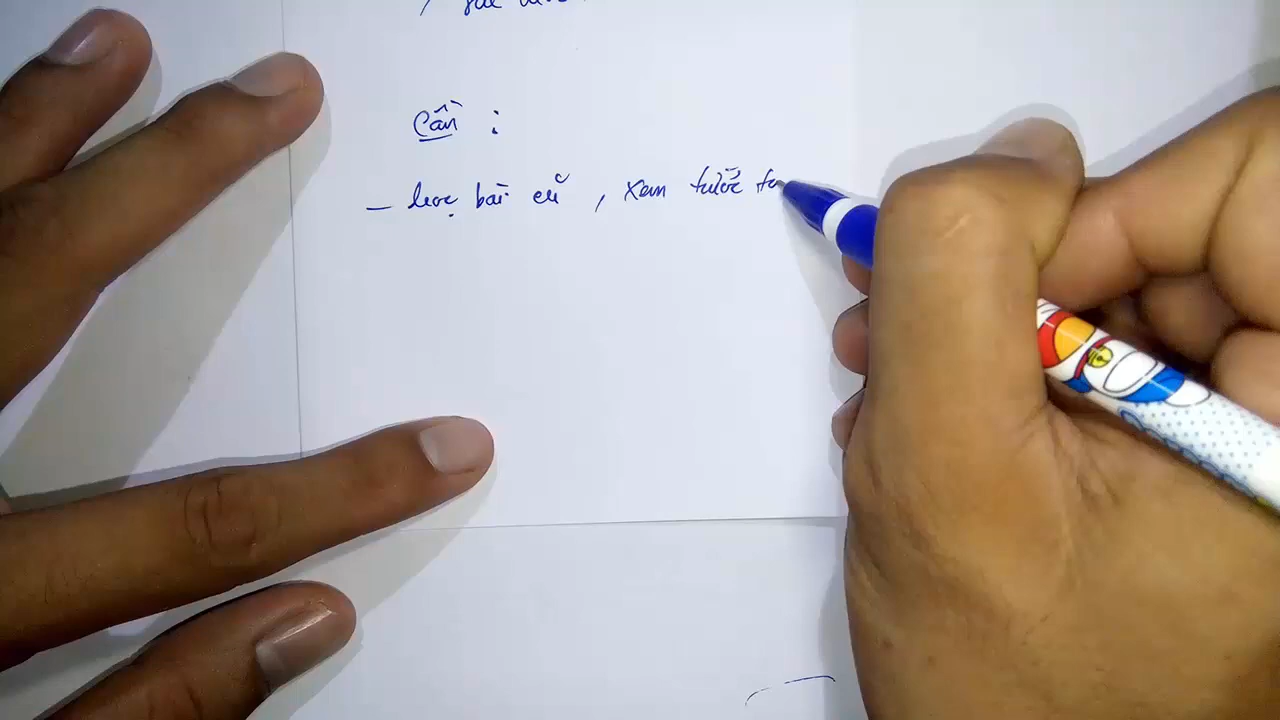 Cần :
- học bài cũ, xem trước